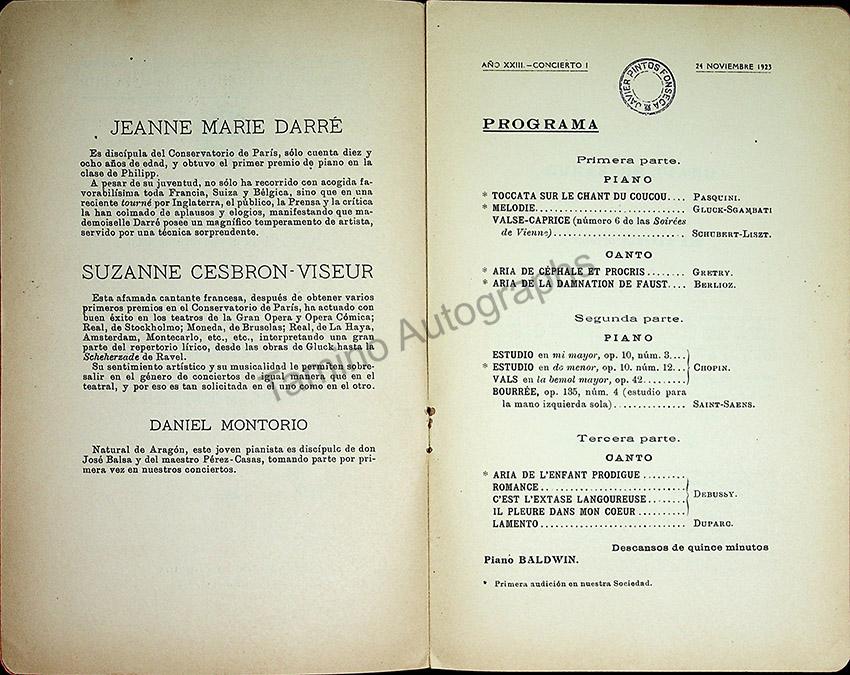 JEANNE MARIE DARRÉ
Es discípula del Conservatorio de París, sólo cuenta diez y
ocho años de edad, y obtuvo el primer premio de piano en la
clase de Philipp.
A pesar de su juventud, no sólo ha recorrido con acogida fa-
vorabilísima toda Francia, Suiza y Bélgica, sino que en una
reciente tourné por Inglaterra, el público, la Prensa y la crítica
la han colmado de aplausos y elogios, manifestando que ma-
demoiselle Darré posée un magnífico temperamento de artista,
servido por una técnica sorprendente.
SUZANNE CESBRON-VISEUR
Esta afamada cantante francesa, después de obtener varios
primeros premios en el Conservatorio de París, ha actuado con
buen éxito en los teatros de la Gran Opera y Opera Cómica;
Real, de Stockholmo; Moneda, de Bruselas; Real, de La Haya,
Amsterdam, Montecarlo, etc., etc., interpretando una gran
parte del repertorio lírico, desde las obras de Gluck hasta la
Scheherzade de Ravel.
Su sentimiento artístico y su musicalidad le permiten sobre-
salir en el género de conciertos de igual manera que en el
teatral, y por eso es tan solicitada en el uno como en el otro.
DANIEL MONTORIO
Natural de Aragón, este joven pianista es discípulo de don
José Balsa y del maestro Pérez-Casas, tomando parte por pri-
mera vez en nuestros conciertos.
AÑO XXIII.-CONCIERTO I
24 NOVIEMBRE 1923
JAVIER PINTOS FONSECA
PROGRAMA
Primera parte.
PIANO
* TOCCATA SUR LE CHANT DU COUCOU.... PASQUINI.
* MELODIE.................................... GLUCK-SGAMBATI
VALSE-CAPRICE (número 6 de las Soirées
de Vienne)................................ SCHUBERT-LISZT.
CANTO
* ARIA DE CÉPHALE ET PROCRIS........ GRETRY.
* ARIA DE LA DAMNATION DE FAUST.... BERLIOZ.
Segunda parte.
PIANO
ESTUDIO en mi mayor, op. 10, núm. 3....
* ESTUDIO en do menor, op. 10. núm. 12... CHOPIN.
VALS en la bemol mayor, op. 42.........
BOURRÉE, op. 135, núm. 4 (estudio para
la mano izquierda sola).................. SAINT-SAENS.
Tercera parte.
CANTO
* ARIA DE L'ENFANT PRODIGUE.........
ROMANCE..................................
C'EST L'EXTASE LANGOUREUSE........ DEBUSSY.
IL PLEURE DANS MON COEUR..........
LAMENTO.................................... DUPARC.
Descansos de quince minutos
Piano BALDWIN.
* Primera audición en nuestra Sociedad.
Tamino Autographs